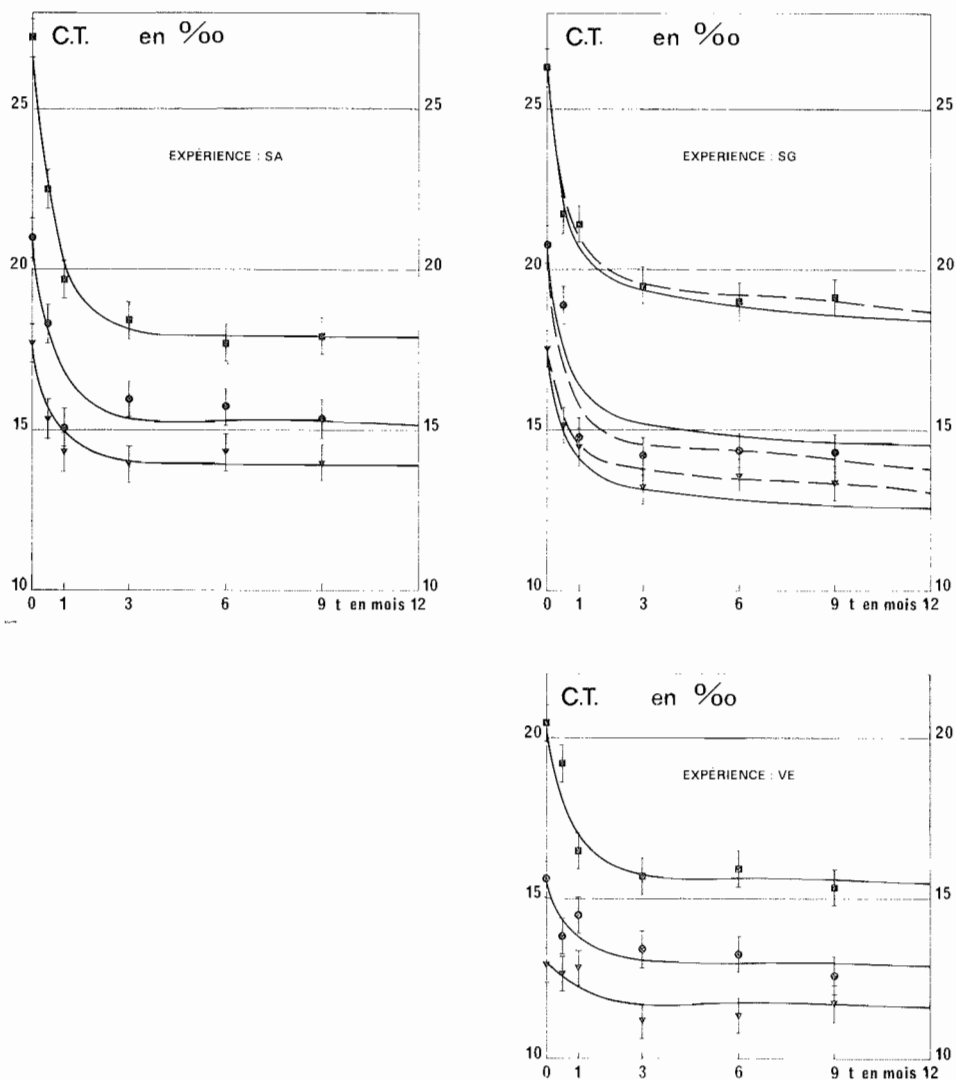 C.T. en ‰
25 25
EXPÉRIENCE : SA
20 20
15 15
10 10
0 1 3 6 9 t en mois 12
C.T. en ‰
25 25
EXPÉRIENCE : SG
20 20
15 15
10 10
0 1 3 6 9 t en mois 12
C.T. en ‰
20 20
EXPÉRIENCE : VE
15 15
10 10
0 1 3 6 9 t en mois 12